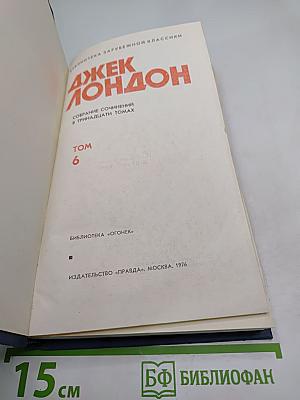 БИБЛИОТЕКА ЗАРУБЕЖНОЙ КЛАССИКИ
ДЖЕК
ЛОНДОН
СОБРАНИЕ СОЧИНЕНИЙ
В ТРИНАДЦАТИ ТОМАХ
ТОМ
6
БИБЛИОТЕКА «ОГОНЕК»
ИЗДАТЕЛЬСТВО «ПРАВДА», МОСКВА, 1976
15 см
БФ БИБЛИОФАН